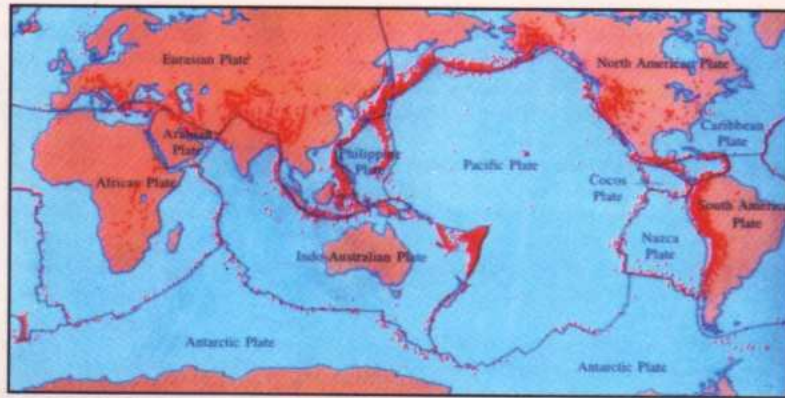 Eurasian Plate
North American Plate
Arabian
Plate
Caribbean
Plate
Philippine
Plate
Pacific Plate
African Plate
Cocos
Plate
South American
Plate
Nazca
Plate
Indo-Australian Plate
Antarctic Plate
Antarctic Plate